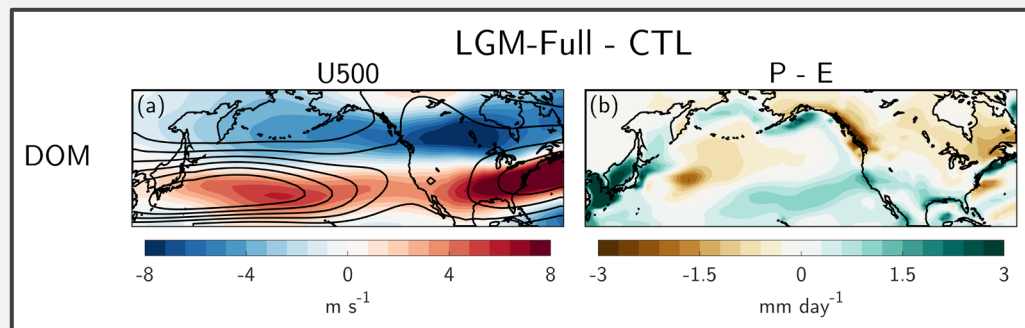 LGM-Full - CTL
U500
P - E
DOM
(a)
(b)
-8 -4 0 4 8
m s⁻¹
-3 -1.5 0 1.5 3
mm day⁻¹